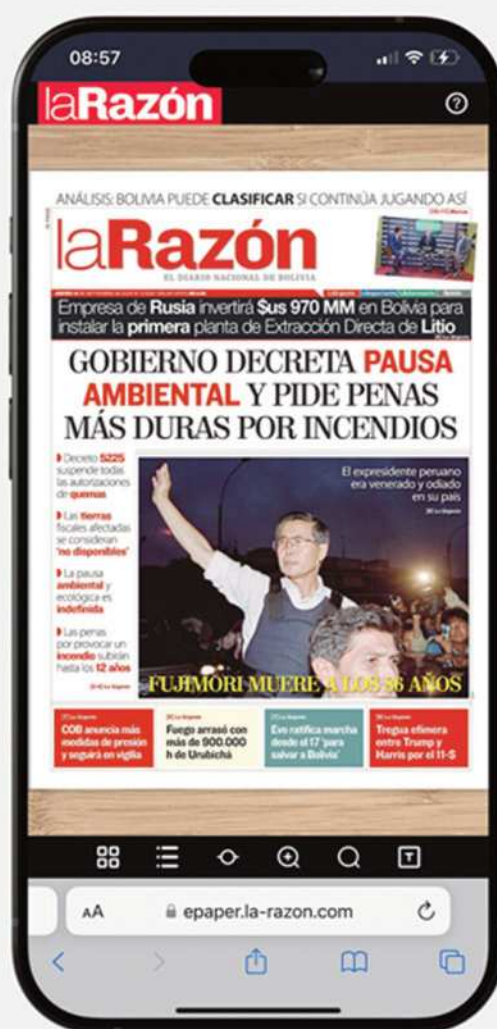 08:57
laRazón
ANÁLISIS: BOLIVIA PUEDE CLASIFICAR SI CONTINÚA JUGANDO ASÍ
laRazón
EL DIARIO NACIONAL DE BOLIVIA
Empresa de Rusia invertirá $us 970 MM en Bolivia para
instalar la primera planta de Extracción Directa de Litio
GOBIERNO DECRETA PAUSA
AMBIENTAL Y PIDE PENAS
MÁS DURAS POR INCENDIOS
Decreto 5225
suspende todas
las autorizaciones
de quemas
Las tierras
fiscales afectadas
se consideran
'no disponibles'
La pausa
ambiental y
ecológica es
indefinida
Las penas
por provocar un
incendio subirán
hasta los 12 años
El expresidente peruano
era venerado y odiado
en su país
FUJIMORI MUERE A LOS 86 AÑOS
COB anuncia más
medidas de presión
y seguirá en vigilia
Fuego arrasó con
más de 900.000
h de Urubichá
Evo ratifica marcha
desde el 17 'para
salvar a Bolivia'
Tregua efímera
entre Trump y
Harris por el 11-S
T
AA epaper.la-razon.com